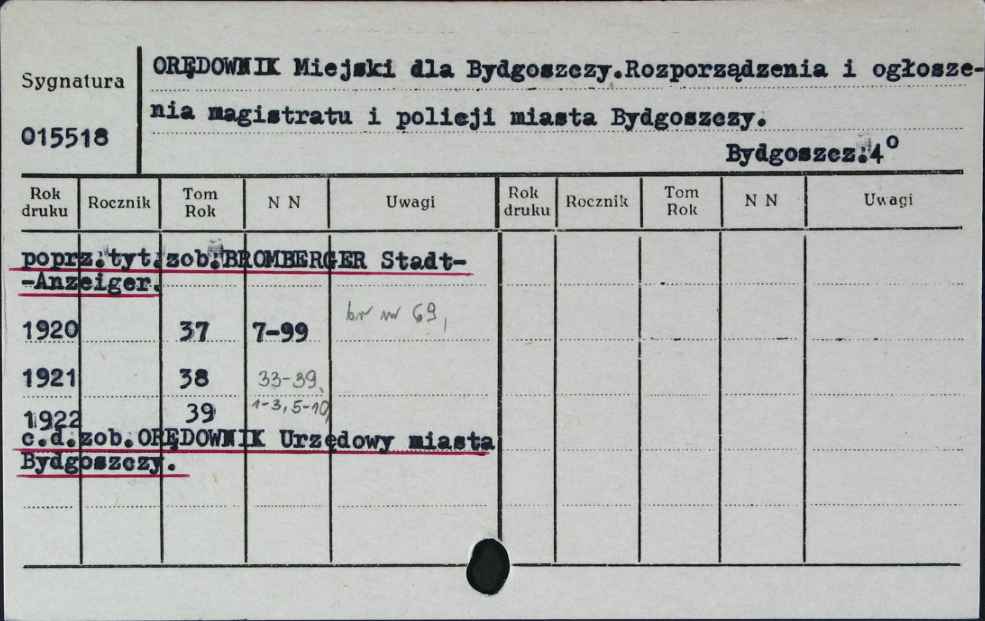 ORĘDOWNIK Miejski dla Bydgoszczy.Rozporządzenia i ogłosze-
Sygnatura
nia magistratu i policji miasta Bydgoszczy.
015518
Bydgoszcz.4⁰
Rok druku Rocznik Tom Rok N N Uwagi Rok druku Rocznik Tom Rok N N Uwagi
poprz.tyt.zob.BROMBERGER Stadt-
-Anzeiger.
1920 37 7-99 br nr 69,
1921 38 33-39,
1922 39 1-3, 5-10,
c.d.zob.ORĘDOWNIK Urzędowy miasta
Bydgoszczy.